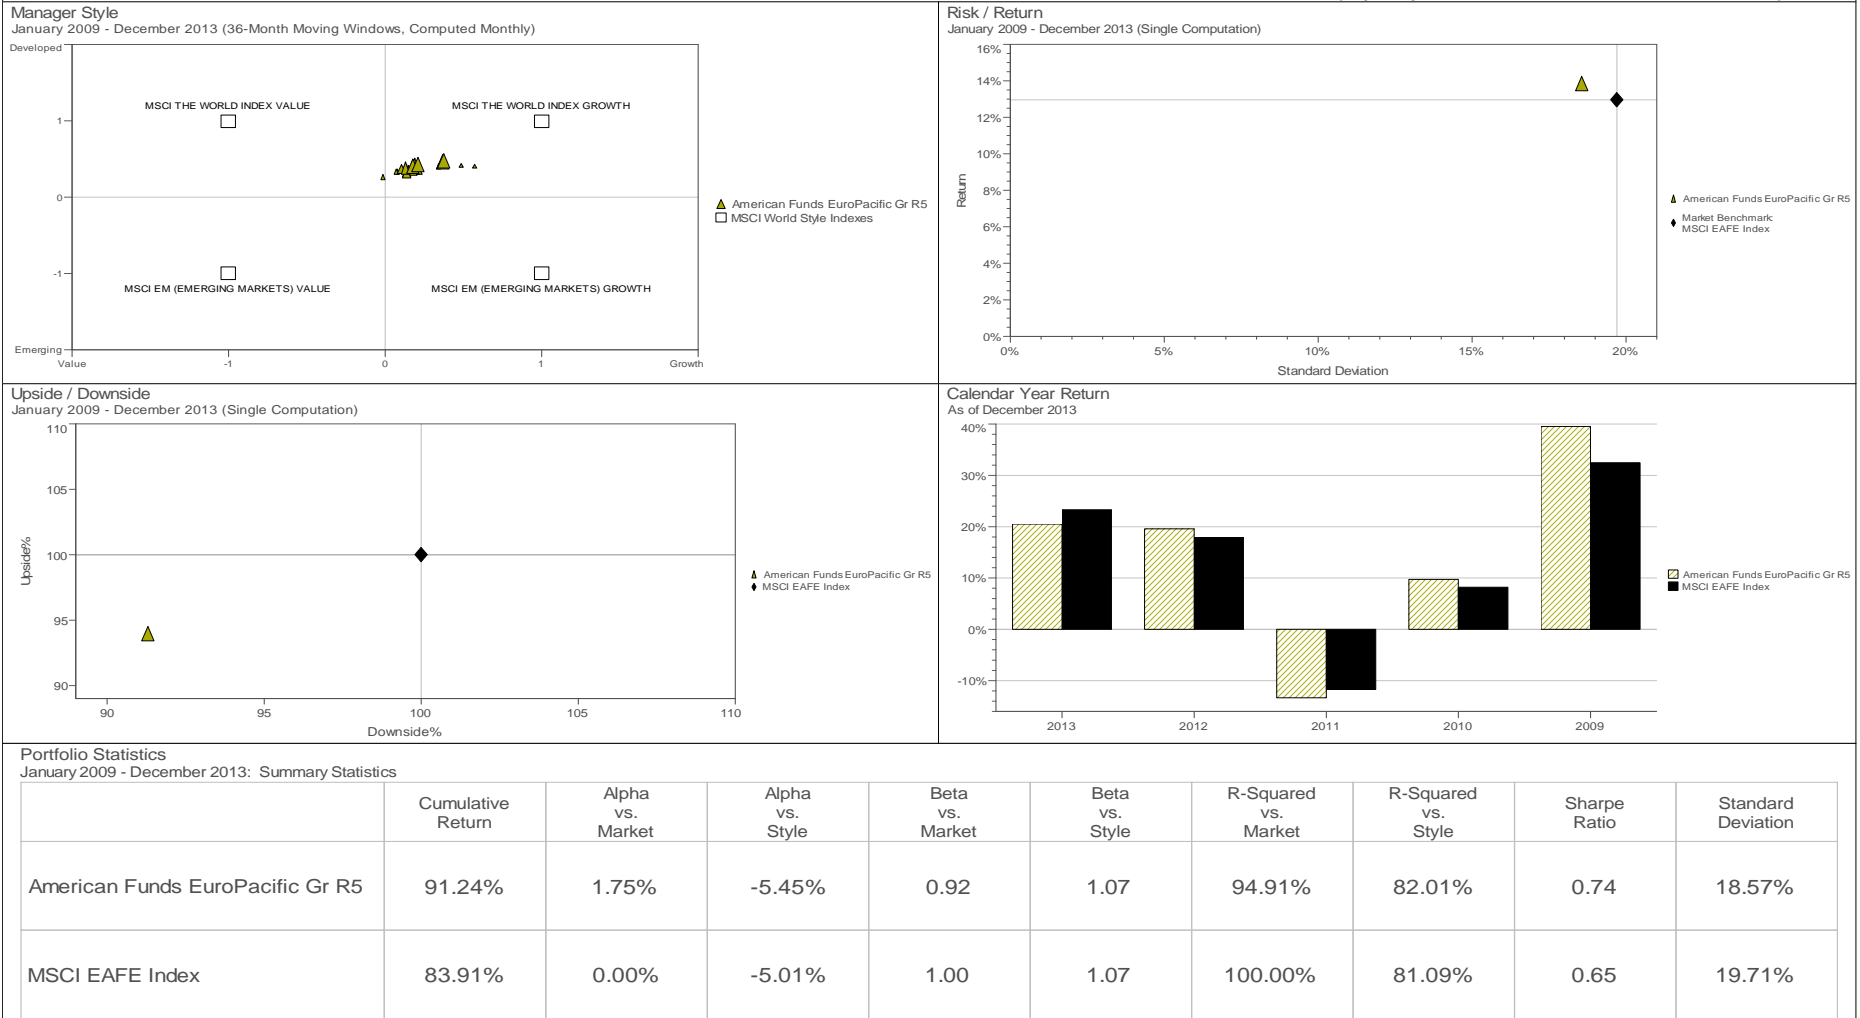 Manager Style
January 2009 - December 2013 (36-Month Moving Windows, Computed Monthly)
Developed
MSCI THE WORLD INDEX VALUE
MSCI THE WORLD INDEX GROWTH
1
0
-1
MSCI EM (EMERGING MARKETS) VALUE
MSCI EM (EMERGING MARKETS) GROWTH
Emerging
Value
-1
0
1
Growth
American Funds EuroPacific Gr R5
MSCI World Style Indexes
Risk / Return
January 2009 - December 2013 (Single Computation)
16%
14%
12%
10%
8%
6%
4%
2%
0%
Return
0%
5%
10%
15%
20%
Standard Deviation
American Funds EuroPacific Gr R5
Market Benchmark:
MSCI EAFE Index
Upside / Downside
January 2009 - December 2013 (Single Computation)
110
105
100
95
90
Upside%
90
95
100
105
110
Downside%
American Funds EuroPacific Gr R5
MSCI EAFE Index
Calendar Year Return
As of December 2013
40%
30%
20%
10%
0%
-10%
2013
2012
2011
2010
2009
American Funds EuroPacific Gr R5
MSCI EAFE Index
Portfolio Statistics
January 2009 - December 2013: Summary Statistics
Cumulative
Return
Alpha
vs.
Market
Alpha
vs.
Style
Beta
vs.
Market
Beta
vs.
Style
R-Squared
vs.
Market
R-Squared
vs.
Style
Sharpe
Ratio
Standard
Deviation
American Funds EuroPacific Gr R5 91.24% 1.75% -5.45% 0.92 1.07 94.91% 82.01% 0.74 18.57%
MSCI EAFE Index 83.91% 0.00% -5.01% 1.00 1.07 100.00% 81.09% 0.65 19.71%